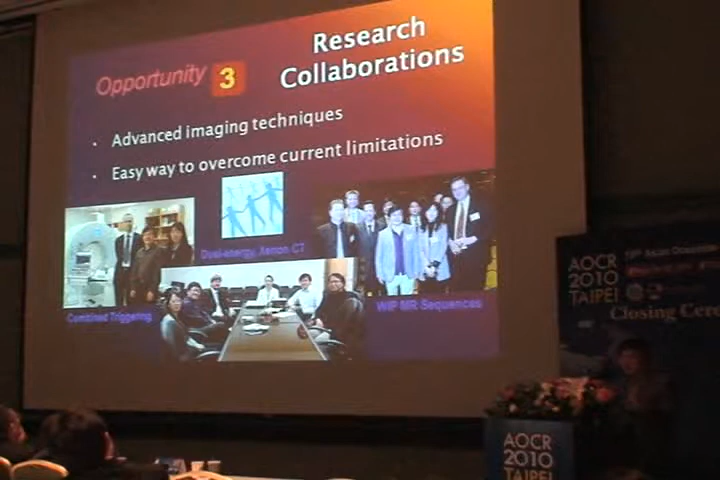 Research
Collaborations
Opportunity 3
• Advanced imaging techniques
• Easy way to overcome current limitations
Dual-energy Xenon CT
WIP MR Sequences
Combined Triggering
AOCR
2010
TAIPEI
Closing
AOCR
2010
TAIPEI